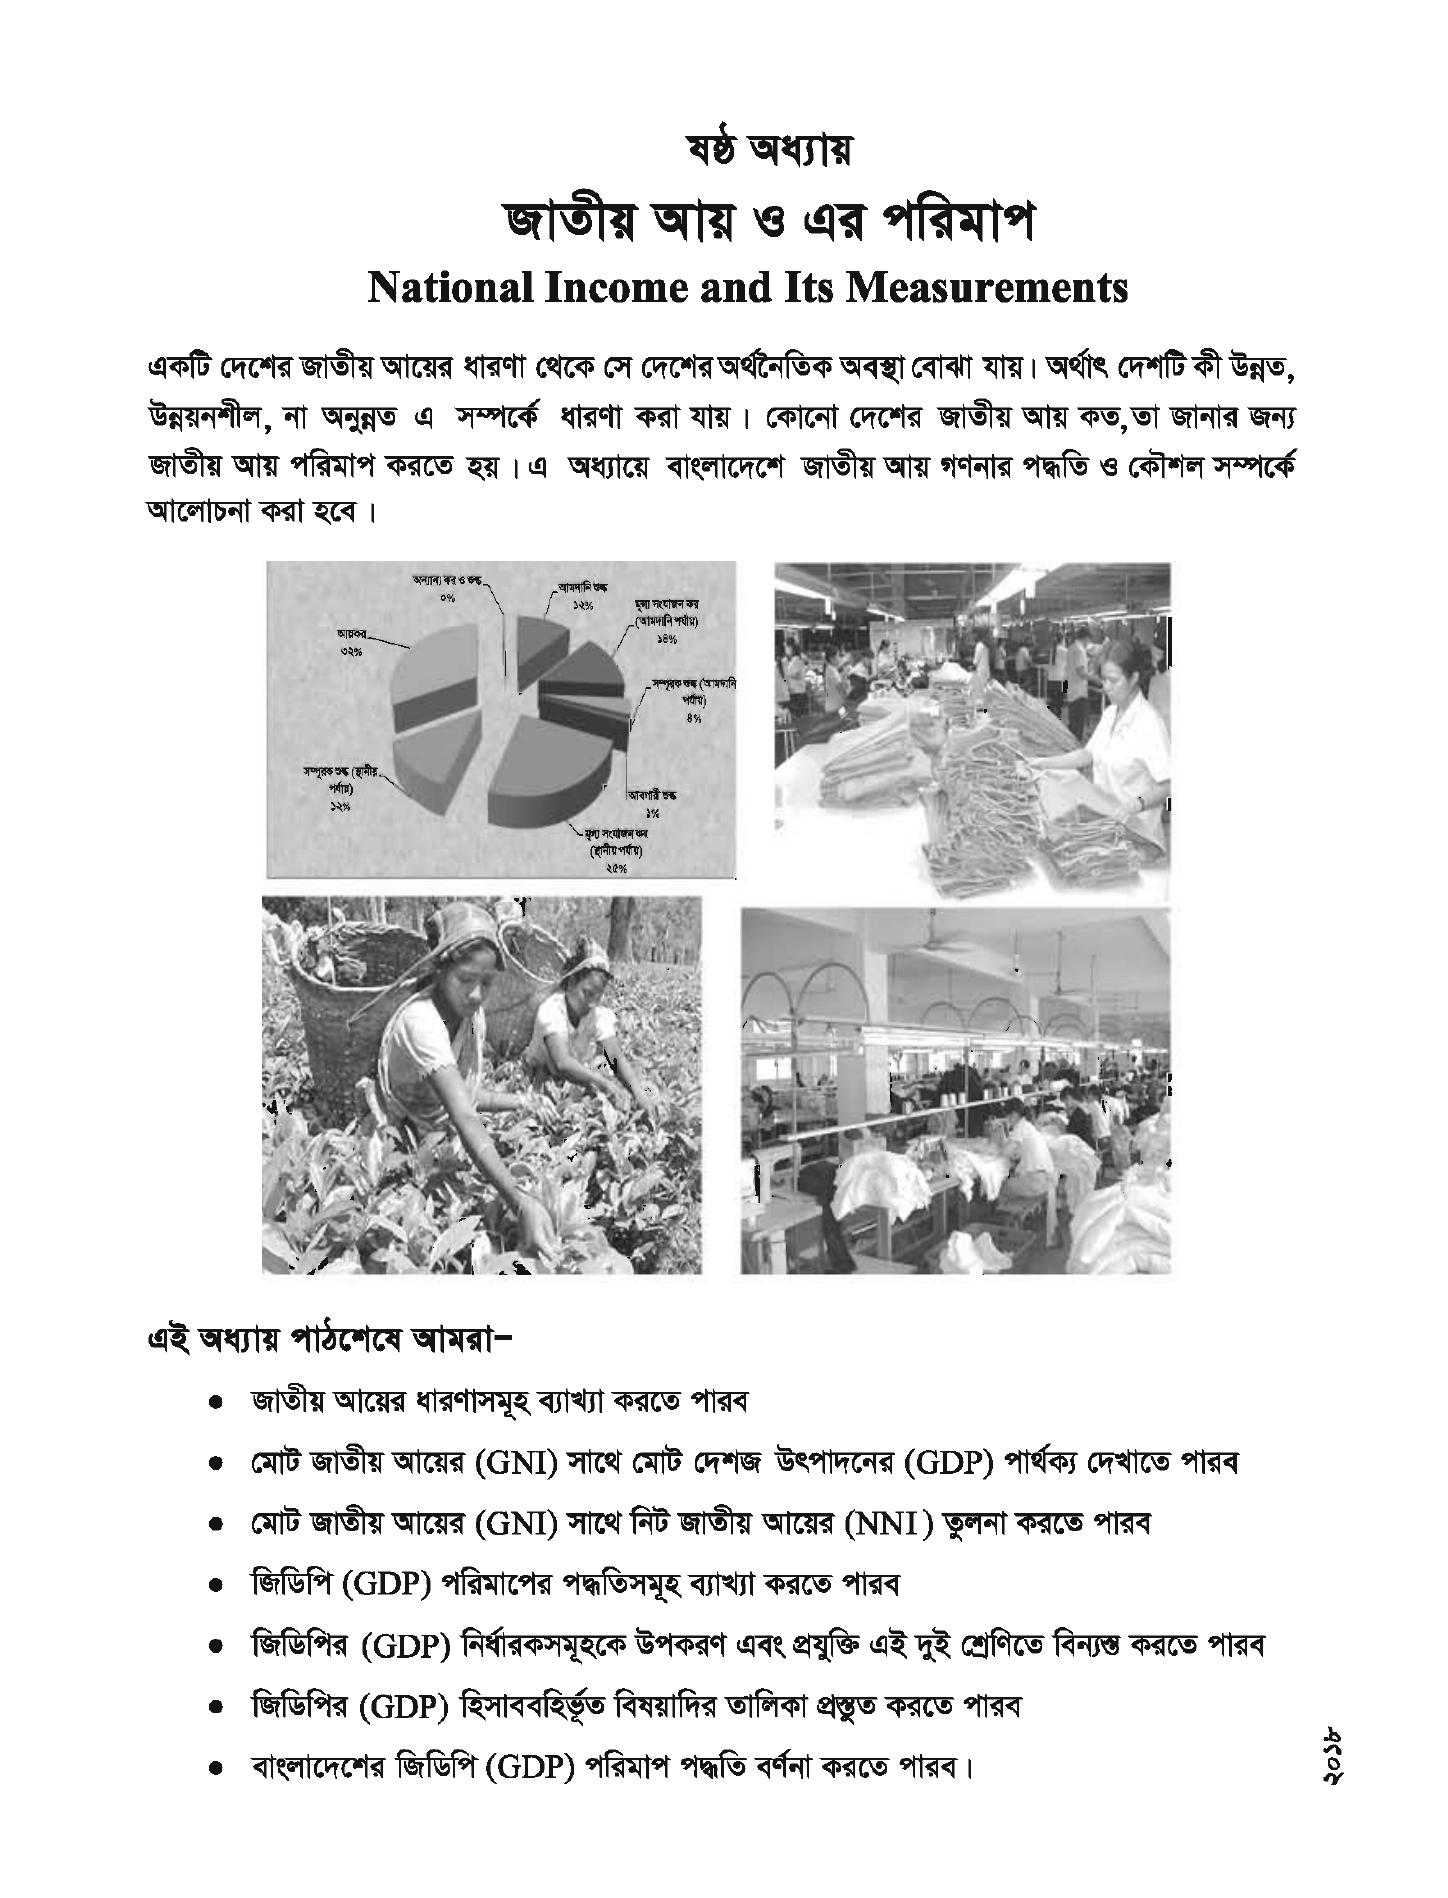 ষষ্ঠ অধ্যায়
জাতীয় আয় ও এর পরিমাপ
National Income and Its Measurements
একটি দেশের জাতীয় আয়ের ধারণা থেকে সে দেশের অর্থনৈতিক অবস্থা বোঝা যায়। অর্থাৎ দেশটি কী উন্নত,
উন্নয়নশীল, না অনুন্নত এ সম্পর্কে ধারণা করা যায় । কোনো দেশের জাতীয় আয় কত, তা জানার জন্য
জাতীয় আয় পরিমাপ করতে হয় । এ অধ্যায়ে বাংলাদেশে জাতীয় আয় গণনার পদ্ধতি ও কৌশল সম্পর্কে
আলোচনা করা হবে ।
অন্যান্য কর ও শুল্ক
০%
আমদানি শুল্ক
১২%
মূল্য সংযোজন কর
(আমদানি পর্যায়)
১৪%
আয়কর
৩২%
সম্পূরক শুল্ক (আমদানি
পর্যায়)
৪%
সম্পূরক শুল্ক (স্থানীয়
পর্যায়)
১২%
আবগারী শুল্ক
১%
মূল্য সংযোজন কর
(স্থানীয় পর্যায়)
২৫%
এই অধ্যায় পাঠশেষে আমরা–
● জাতীয় আয়ের ধারণাসমূহ ব্যাখ্যা করতে পারব
● মোট জাতীয় আয়ের (GNI) সাথে মোট দেশজ উৎপাদনের (GDP) পার্থক্য দেখাতে পারব
● মোট জাতীয় আয়ের (GNI) সাথে নিট জাতীয় আয়ের (NNI) তুলনা করতে পারব
● জিডিপি (GDP) পরিমাপের পদ্ধতিসমূহ ব্যাখ্যা করতে পারব
● জিডিপির (GDP) নির্ধারকসমূহকে উপকরণ এবং প্রযুক্তি এই দুই শ্রেণিতে বিন্যস্ত করতে পারব
● জিডিপির (GDP) হিসাববহির্ভূত বিষয়াদির তালিকা প্রস্তুত করতে পারব
● বাংলাদেশের জিডিপি (GDP) পরিমাপ পদ্ধতি বর্ণনা করতে পারব ।
২০১৮